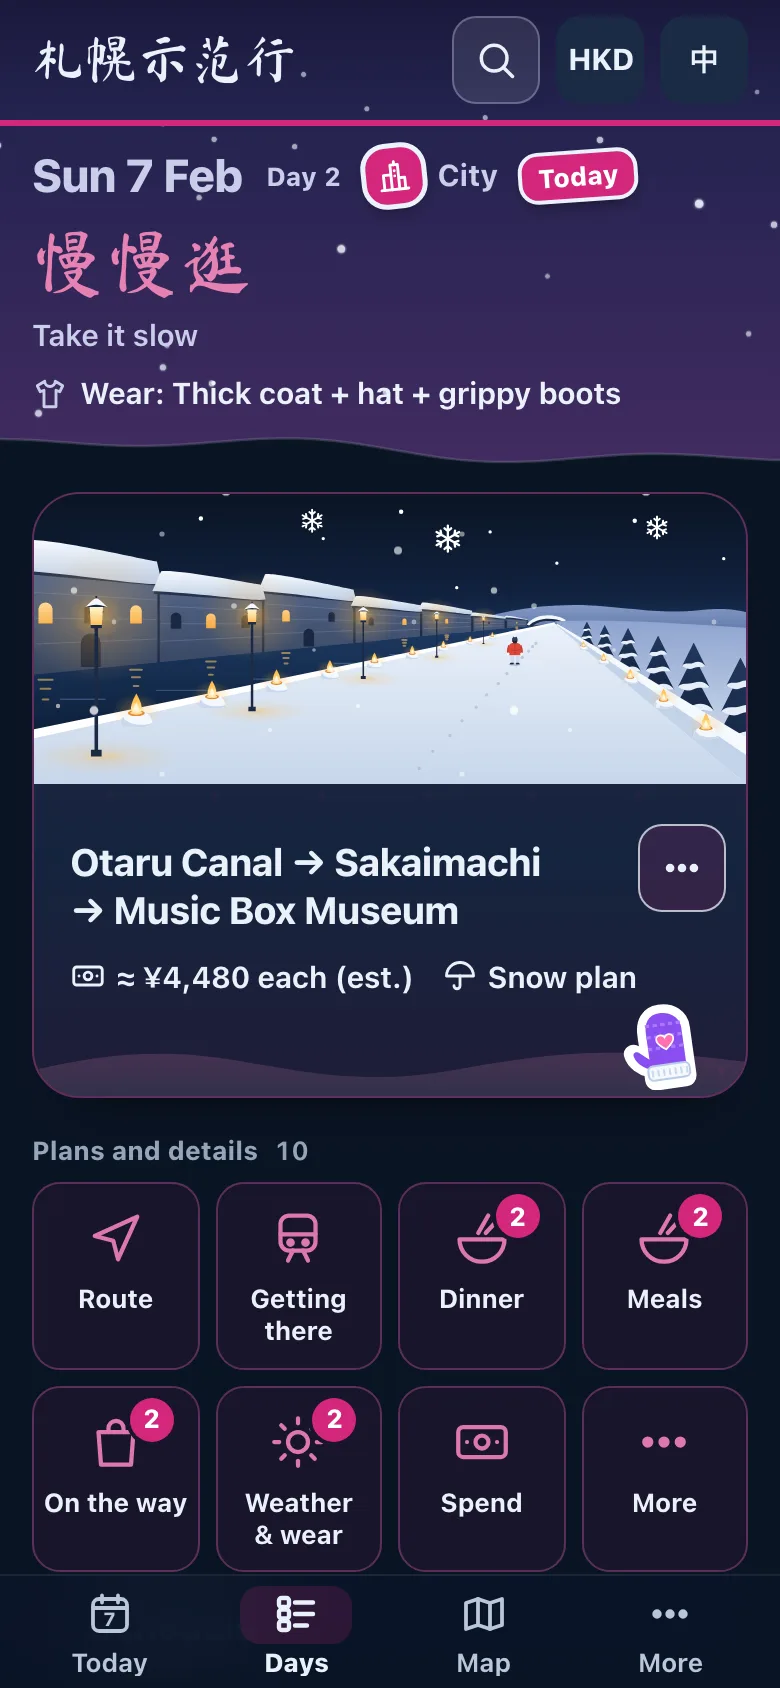 札幌示范行
HKD
中
Sun 7 Feb Day 2 City Today
慢慢逛
Take it slow
Wear: Thick coat + hat + grippy boots
Otaru Canal → Sakaimachi
→ Music Box Museum
≈ ¥4,480 each (est.) Snow plan
Plans and details 10
Route
Getting
there
2
Dinner
2
Meals
2
On the way
2
Weather
& wear
Spend
More
7
Today
Days
Map
More